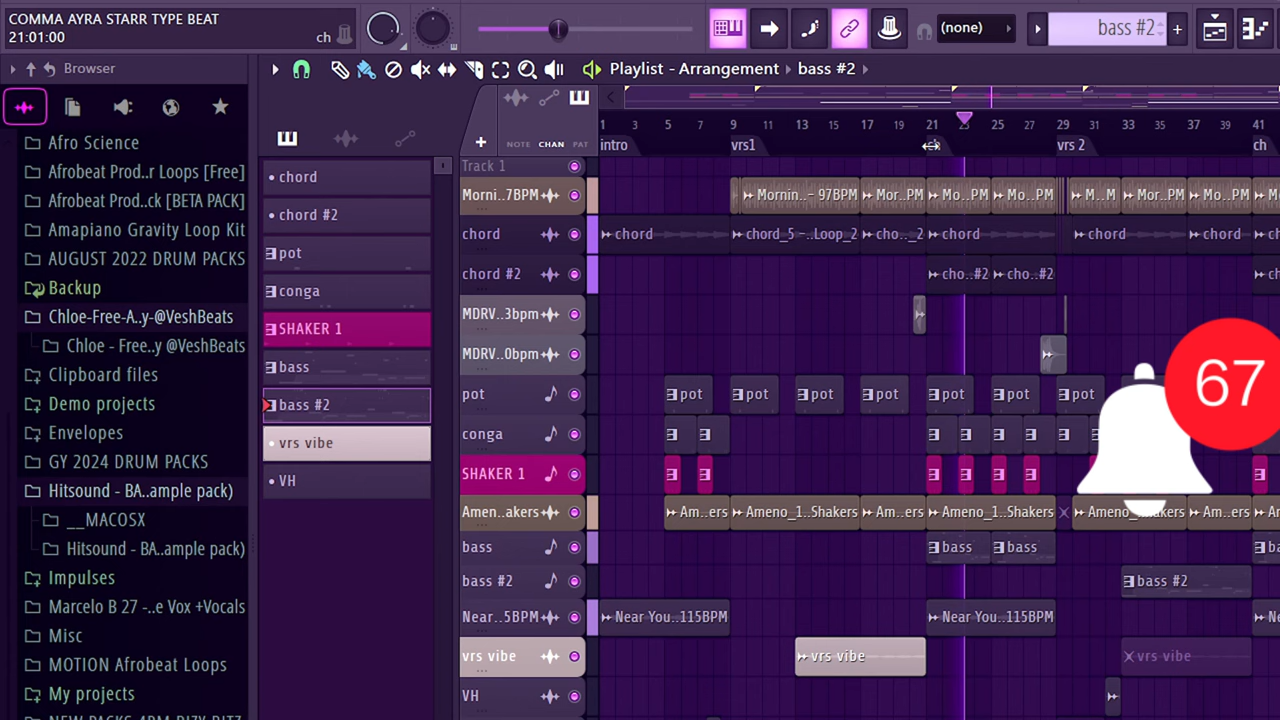 COMMA AYRA STARR TYPE BEAT
21:01:00
ch
(none)
bass #2
Browser
Playlist - Arrangement
bass #2
NOTE CHAN PAT
1 3 5 7 9 11 13 15 17 19 21 23 25 27 29 31 33 35 37 39 41
intro
vrs1
vrs 2
ch
Afro Science
Afrobeat Prod..r Loops [Free]
Afrobeat Prod..ck [BETA PACK]
Amapiano Gravity Loop Kit
AUGUST 2022 DRUM PACKS
Backup
Chloe-Free-A..y-@VeshBeats
Chloe - Free..y @VeshBeats
Clipboard files
Demo projects
Envelopes
GY 2024 DRUM PACKS
Hitsound - BA..ample pack)
__MACOSX
Hitsound - BA..ample pack)
Impulses
Marcelo B 27 -..e Vox +Vocals
Misc
MOTION Afrobeat Loops
My projects
chord
chord #2
pot
conga
SHAKER 1
bass
bass #2
vrs vibe
VH
Track 1
Morni..7BPM
Mornin..- 97BPM
Mor..PM
Mo..PM
Mo..PM
M..M
Mor..PM
Mor..PM
chord
chord
chord_5 -..Loop_2
cho.._2
chord
chord
chord
ch
chord #2
cho..#2
cho..#2
ch
MDRV..3bpm
MDRV..0bpm
pot
pot
pot
pot
pot
pot
pot
pot
conga
SHAKER 1
Amen..akers
Am..ers
Ameno_1..Shakers
Am..ers
Ameno_1..Shakers
Am..ers
bass
bass
bass
bass #2
bass #2
Near..5BPM
Near You..115BPM
Near You..115BPM
vrs vibe
vrs vibe
vrs vibe
VH
67